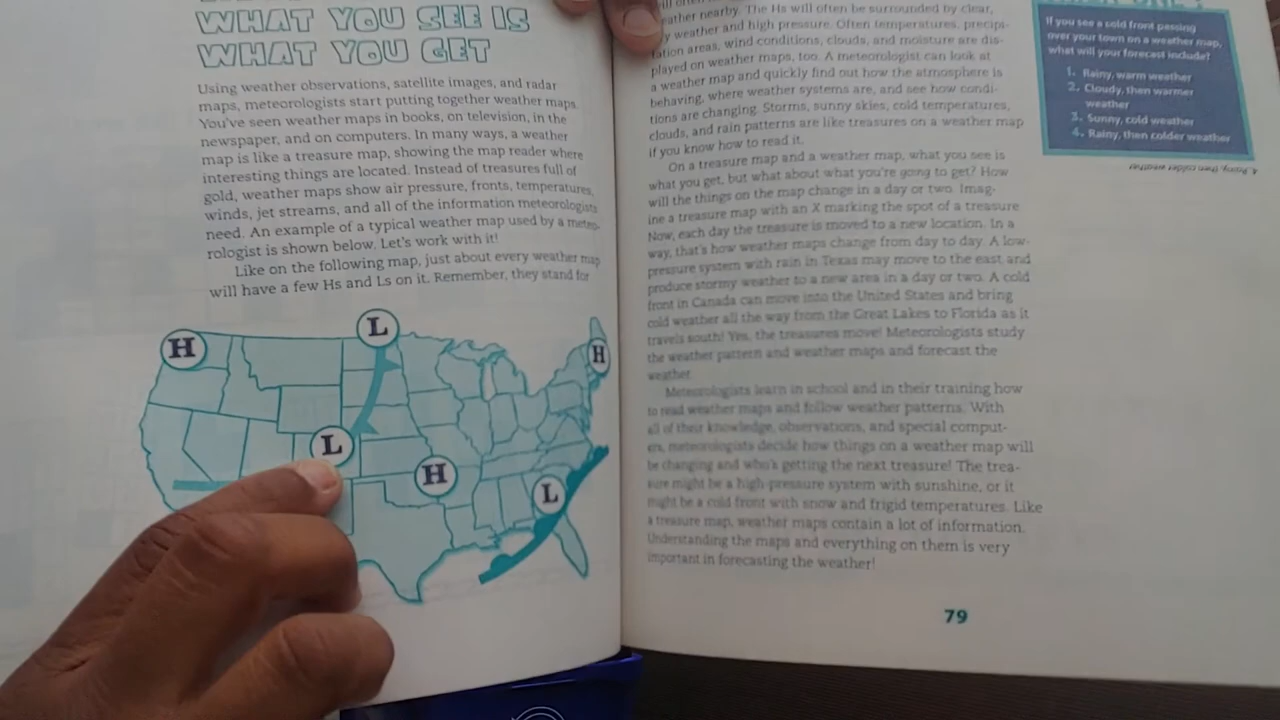 WHAT YOU SEE IS
WHAT YOU GET
Using weather observations, satellite images, and radar
maps, meteorologists start putting together weather maps.
You've seen weather maps in books, on television, in the
newspaper, and on computers. In many ways, a weather
map is like a treasure map, showing the map reader where
interesting things are located. Instead of treasures full of
gold, weather maps show air pressure, fronts, temperatures,
winds, jet streams, and all of the information meteorologists
need. An example of a typical weather map used by a meteo-
rologist is shown below. Let's work with it!
Like on the following map, just about every weather map
will have a few Hs and Ls on it. Remember, they stand for
H
L
H
L
H
L
weather nearby. The Hs will often be surrounded by clear,
weather and high pressure. Often temperatures, precipi-
tation areas, wind conditions, clouds, and moisture are dis-
played on weather maps, too. A meteorologist can look at
a weather map and quickly find out how the atmosphere is
behaving, where weather systems are, and see how condi-
tions are changing. Storms, sunny skies, cold temperatures,
clouds, and rain patterns are like treasures on a weather map
if you know how to read it.
On a treasure map and a weather map, what you see is
what you get, but what about what you're going to get? How
will the things on the map change in a day or two. Imag-
ine a treasure map with an X marking the spot of a treasure
Now, each day the treasure is moved to a new location. In a
way, that's how weather maps change from day to day. A low-
pressure system with rain in Texas may move to the east and
produce stormy weather to a new area in a day or two. A cold
front in Canada can move into the United States and bring
cold weather all the way from the Great Lakes to Florida as it
travels south! Yes, the treasures move! Meteorologists study
the weather pattern and weather maps and forecast the
weather.
Meteorologists learn in school and in their training how
to read weather maps and follow weather patterns. With
all of their knowledge, observations, and special comput-
ers, meteorologists decide how things on a weather map will
be changing and who's getting the next treasure! The trea-
sure might be a high-pressure system with sunshine, or it
might be a cold front with snow and frigid temperatures. Like
a treasure map, weather maps contain a lot of information.
Understanding the maps and everything on them is very
important in forecasting the weather!
79
If you see a cold front passing
over your town on a weather map,
what will your forecast include?
1. Rainy, warm weather
2. Cloudy, then warmer
weather
3. Sunny, cold weather
4. Rainy, then colder weather
4. Rainy, then colder weather